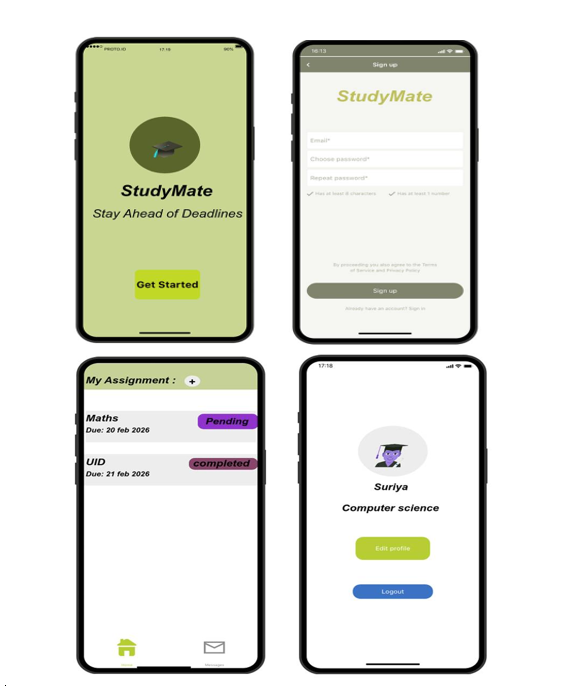 PROTO.IO 17:19 98%
StudyMate
Stay Ahead of Deadlines
Get Started
16:13
Sign up
StudyMate
Email*
Choose password*
Repeat password*
Has at least 8 characters Has at least 1 number
By proceeding you also agree to the Terms
of Service and Privacy Policy
Sign up
Already have an account? Sign in
My Assignment : +
Maths
Pending
Due: 20 feb 2026
UID
completed
Due: 21 feb 2026
Home Messages
17:18
Suriya
Computer science
Edit profile
Logout